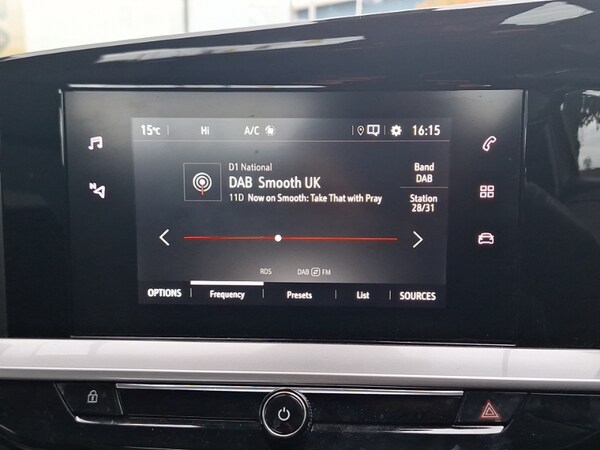 15°C Hi A/C 16:15
D1 National
DAB Smooth UK
11D Now on Smooth: Take That with Pray
Band
DAB
Station
28/31
N
RDS DAB FM
OPTIONS Frequency Presets List SOURCES